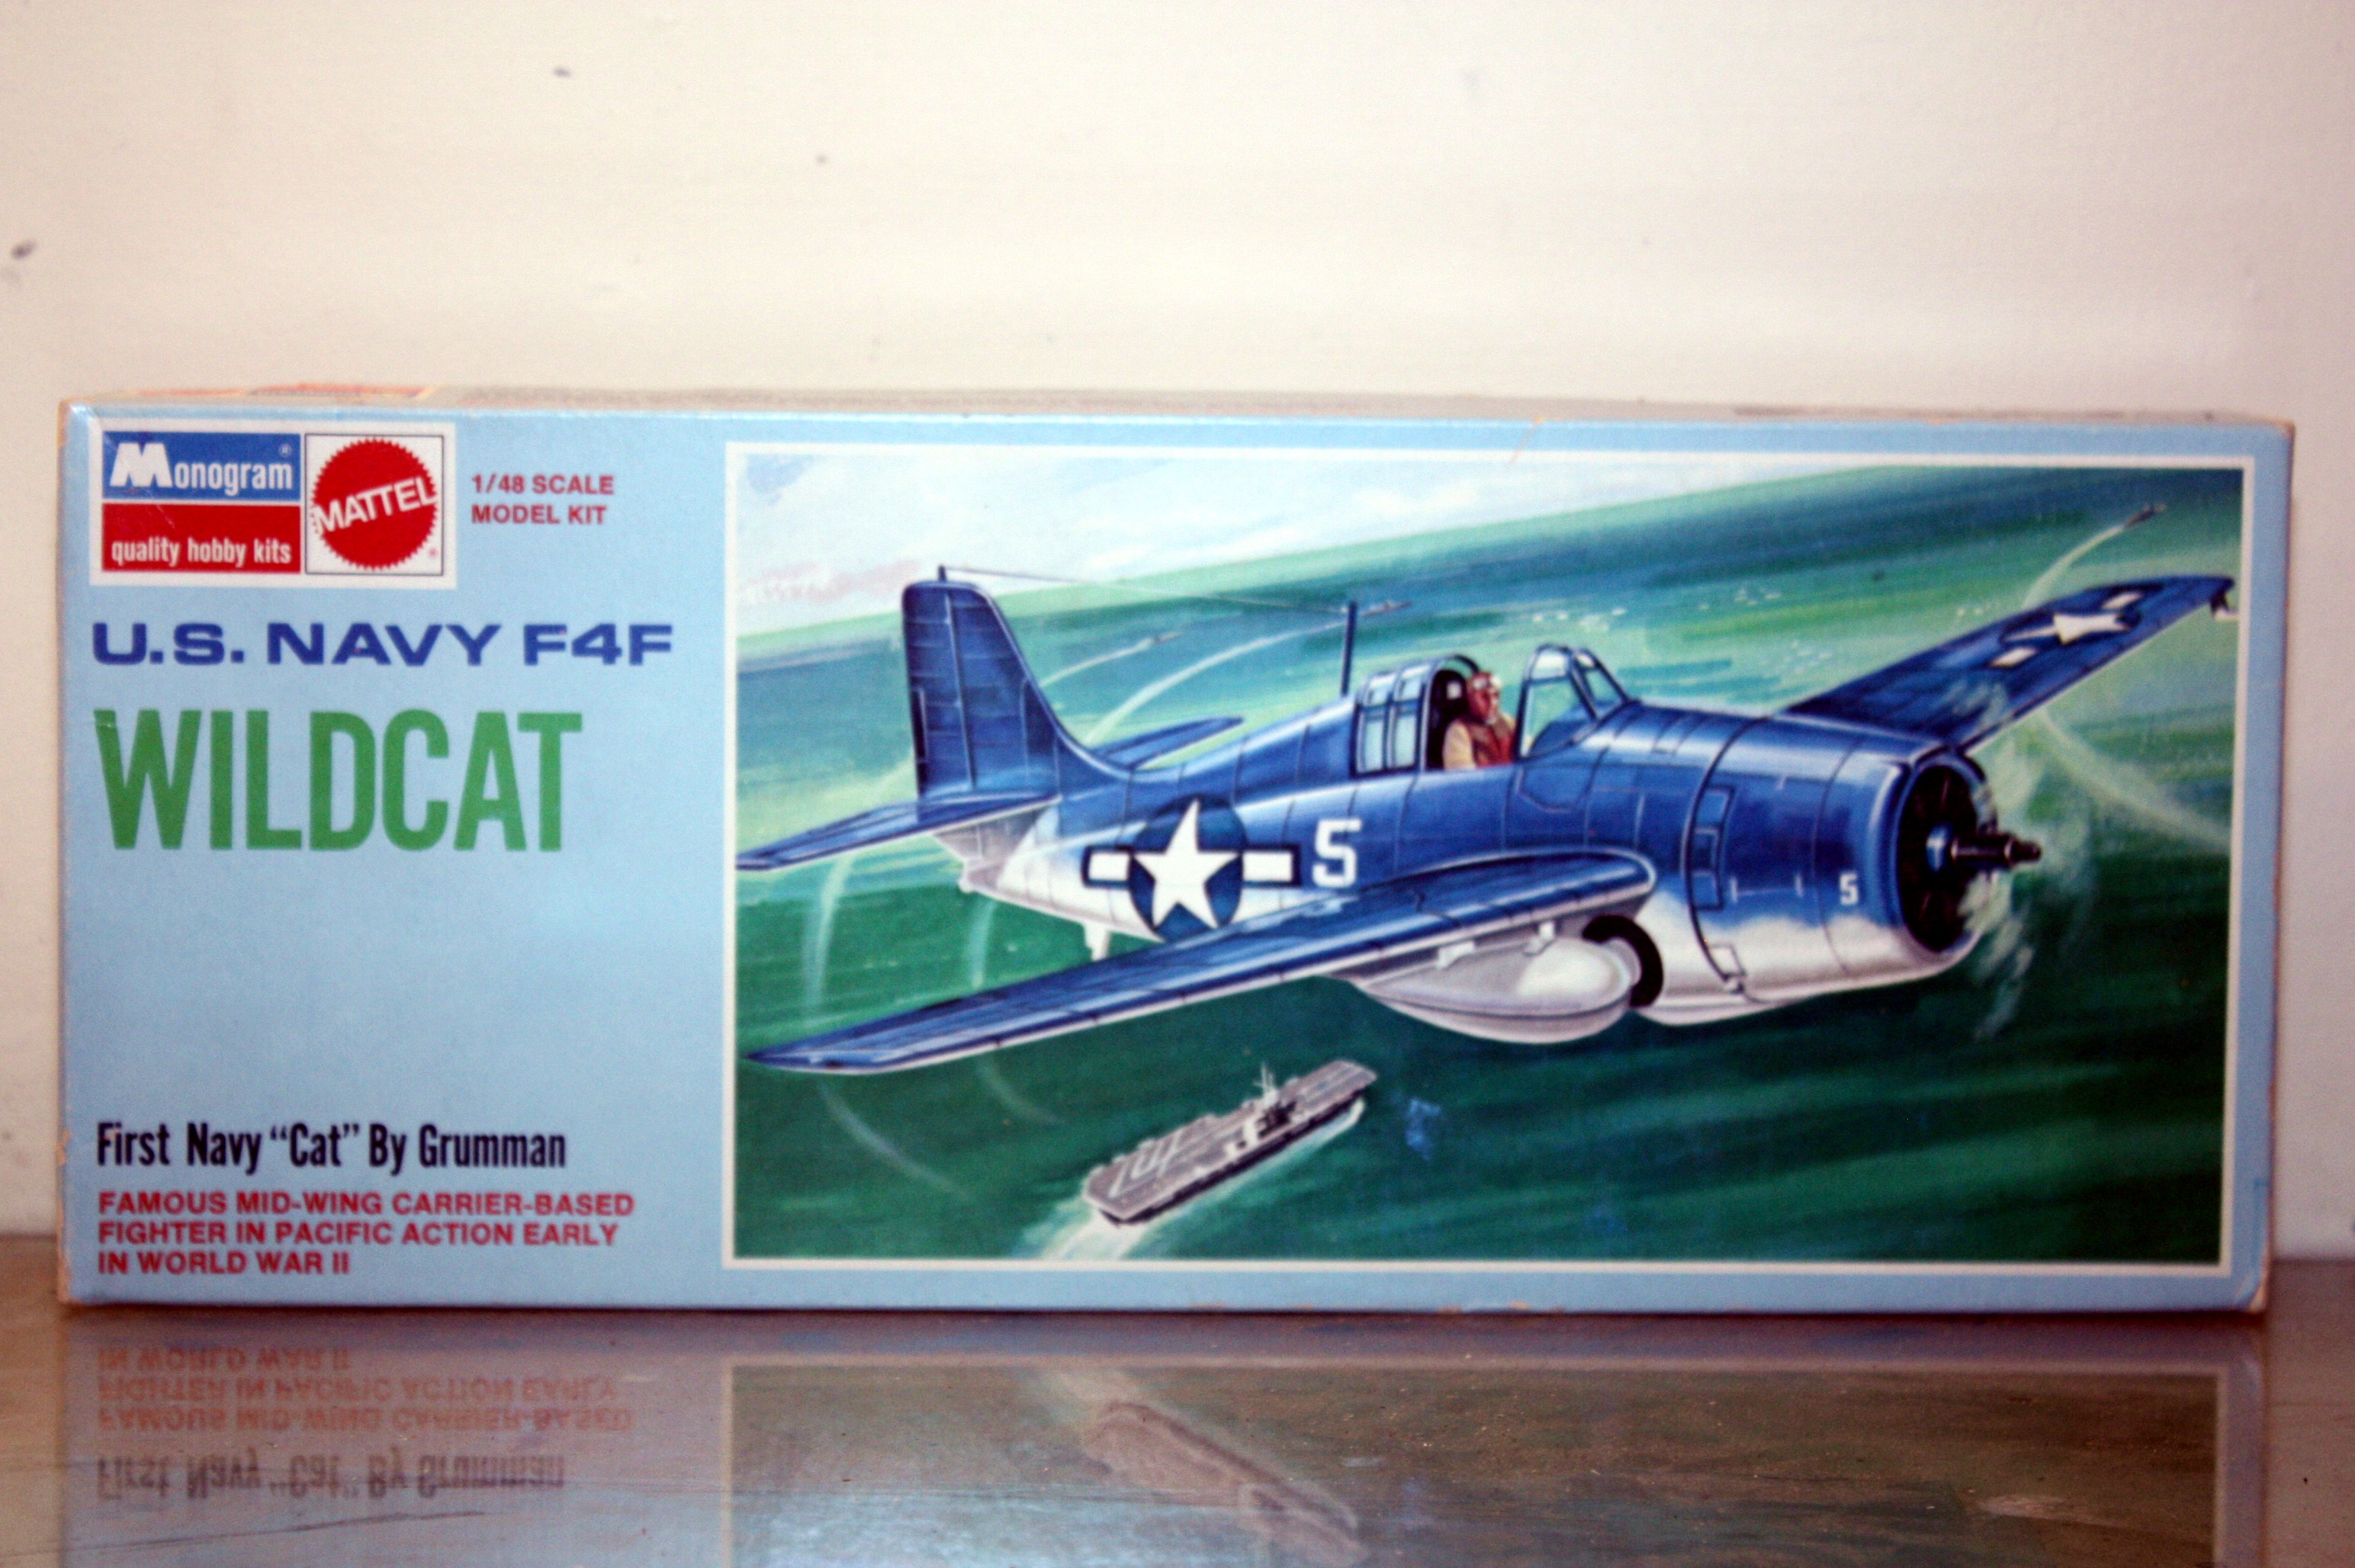 Monogram®
quality hobby kits
MATTEL®
1/48 SCALE
MODEL KIT
U.S. NAVY F4F
WILDCAT
First Navy “Cat” By Grumman
FAMOUS MID-WING CARRIER-BASED
FIGHTER IN PACIFIC ACTION EARLY
IN WORLD WAR II
5
5